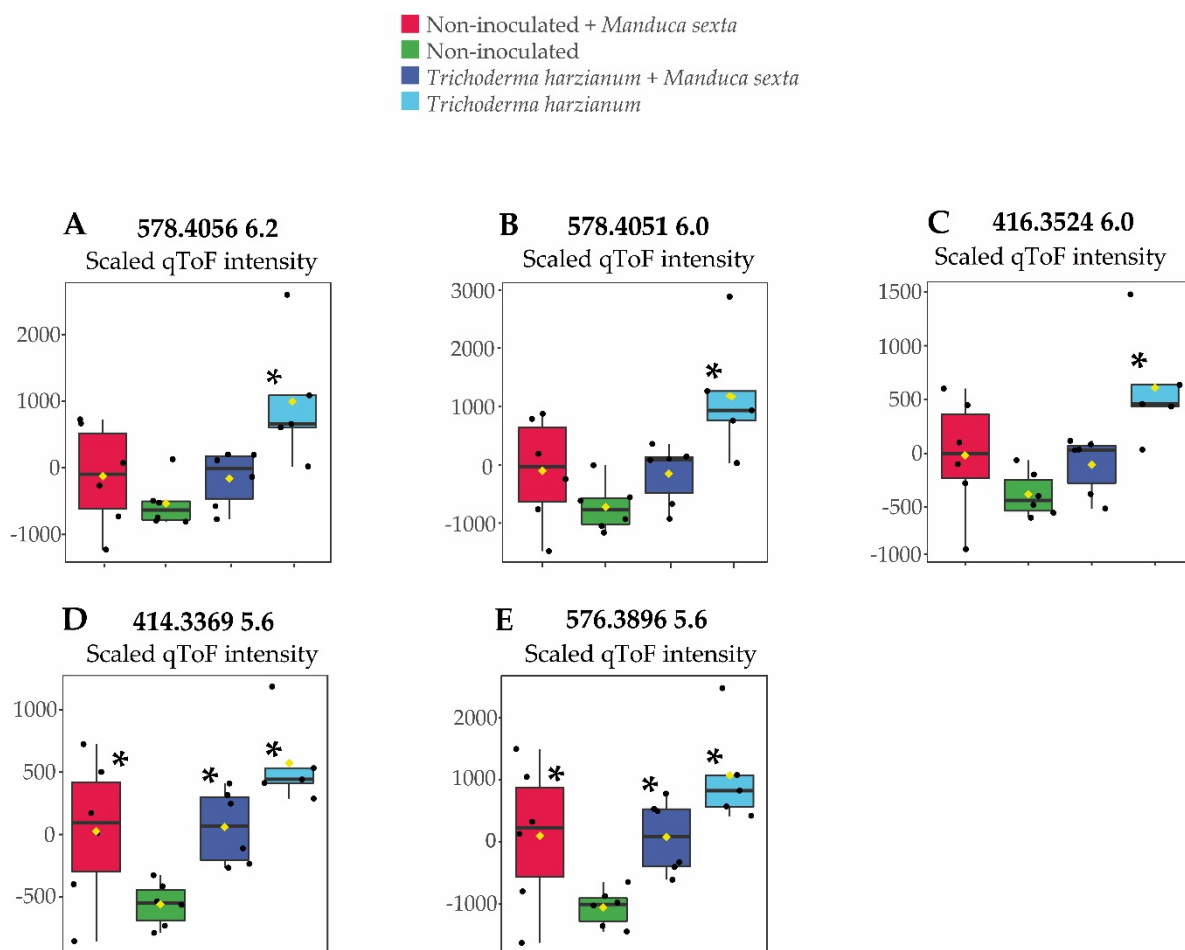 Non-inoculated + Manduca sexta
Non-inoculated
Trichoderma harzianum + Manduca sexta
Trichoderma harzianum
A 578.4056 6.2
Scaled qToF intensity
2000
1000
0
-1000
*
B 578.4051 6.0
Scaled qToF intensity
3000
2000
1000
0
-1000
*
C 416.3524 6.0
Scaled qToF intensity
1500
500
0
-500
-1000
*
D 414.3369 5.6
Scaled qToF intensity
1000
500
0
-500
* * *
E 576.3896 5.6
Scaled qToF intensity
2000
1000
0
-1000
* * *